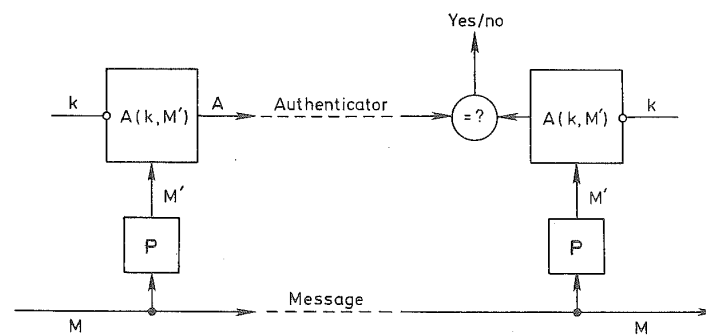 Yes/no
k
A(k,M′)
A
Authenticator
= ?
A(k,M′)
k
M′
M′
P
P
Message
M
M